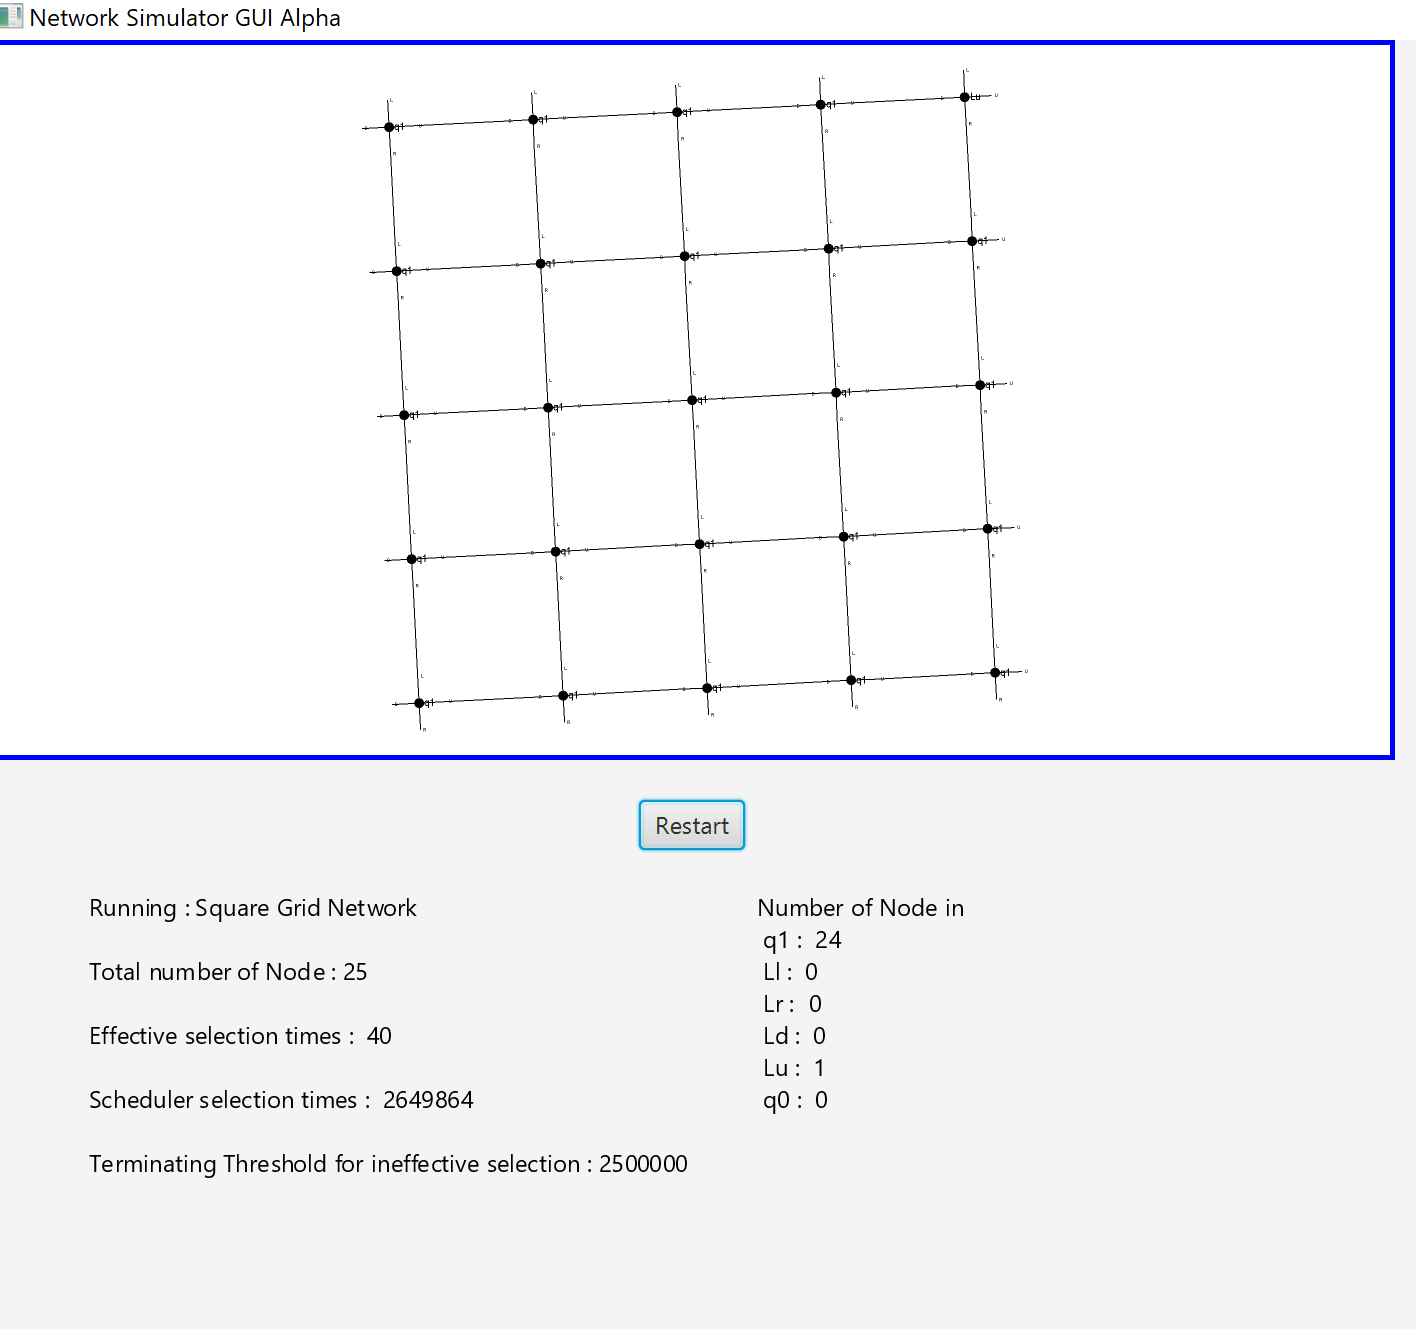 Network Simulator GUI Alpha
q1 q1 q1 q1 Lu
q1 q1 q1 q1 q1
q1 q1 q1 q1 q1
q1 q1 q1 q1 q1
q1 q1 q1 q1 q1
Restart
Running : Square Grid Network
Total number of Node : 25
Effective selection times : 40
Scheduler selection times : 2649864
Terminating Threshold for ineffective selection : 2500000
Number of Node in
q1 : 24
Ll : 0
Lr : 0
Ld : 0
Lu : 1
q0 : 0